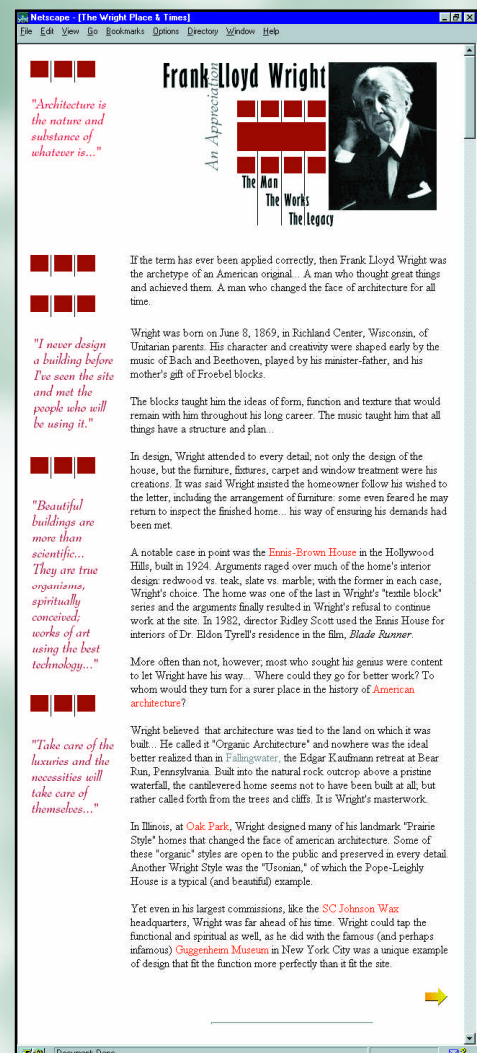 Netscape - [The Wright Place & Times]
File Edit View Go Bookmarks Options Directory Window Help
Frank Lloyd Wright
An Appreciation
The Man
The Works
The Legacy
"Architecture is
the nature and
substance of
whatever is..."
If the term has ever been applied correctly, then Frank Lloyd Wright was
the archetype of an American original... A man who thought great things
and achieved them. A man who changed the face of architecture for all
time.
Wright was born on June 8, 1869, in Richland Center, Wisconsin, of
Unitarian parents. His character and creativity were shaped early by the
music of Bach and Beethoven, played by his minister-father, and his
mother's gift of Froebel blocks.
"I never design
a building before
I've seen the site
and met the
people who will
be using it."
The blocks taught him the ideas of form, function and texture that would
remain with him throughout his long career. The music taught him that all
things have a structure and plan...
In design, Wright attended to every detail; not only the design of the
house, but the furniture, fixtures, carpet and window treatment were his
creations. It was said Wright insisted the homeowner follow his wished to
the letter, including the arrangement of furniture: some even feared he may
return to inspect the finished home... his way of ensuring his demands had
been met.
"Beautiful
buildings are
more than
scientific...
They are true
organisms,
spiritually
conceived;
works of art
using the best
technology..."
A notable case in point was the Ennis-Brown House in the Hollywood
Hills, built in 1924. Arguments raged over much of the home's interior
design: redwood vs. teak, slate vs. marble; with the former in each case,
Wright's choice. The home was one of the last in Wright's "textile block"
series and the arguments finally resulted in Wright's refusal to continue
work at the site. In 1982, director Ridley Scott used the Ennis House for
interiors of Dr. Eldon Tyrell's residence in the film, Blade Runner.
More often than not, however; most who sought his genius were content
to let Wright have his way... Where could they go for better work? To
whom would they turn for a surer place in the history of American
architecture?
"Take care of the
luxuries and the
necessities will
take care of
themselves..."
Wright believed that architecture was tied to the land on which it was
built... He called it "Organic Architecture" and nowhere was the ideal
better realized than in Fallingwater, the Edgar Kaufmann retreat at Bear
Run, Pennsylvania. Built into the natural rock outcrop above a pristine
waterfall, the cantilevered home seems not to have been built at all; but
rather called forth from the trees and cliffs. It is Wright's masterwork.
In Illinois, at Oak Park, Wright designed many of his landmark "Prairie
Style" homes that changed the face of american architecture. Some of
these "organic" styles are open to the public and preserved in every detail.
Another Wright Style was the "Usonian," of which the Pope-Leighly
House is a typical (and beautiful) example.
Yet even in his largest commissions, like the SC Johnson Wax
headquarters, Wright was far ahead of his time. Wright could tap the
functional and spiritual as well, as he did with the famous (and perhaps
infamous) Guggenheim Museum in New York City was a unique example
of design that fit the function more perfectly than it fit the site.
Document Done